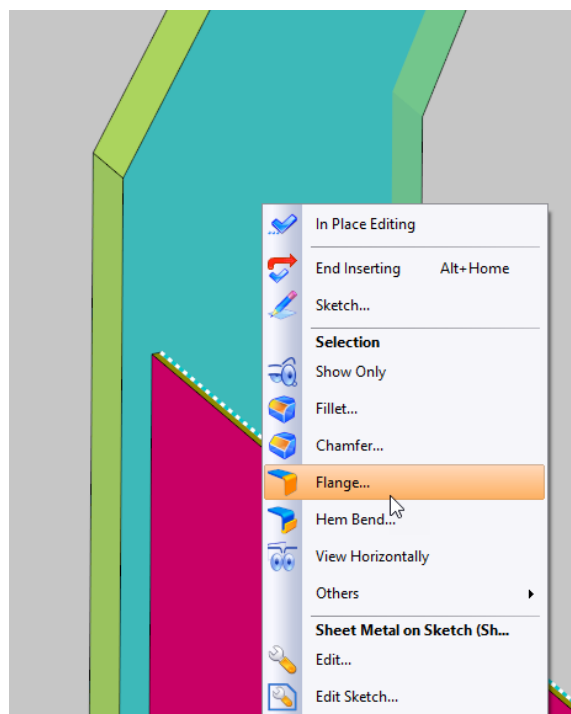 In Place Editing
End Inserting Alt+Home
Sketch...
Selection
Show Only
Fillet...
Chamfer...
Flange...
Hem Bend...
View Horizontally
Others
Sheet Metal on Sketch (Sh...
Edit...
Edit Sketch...